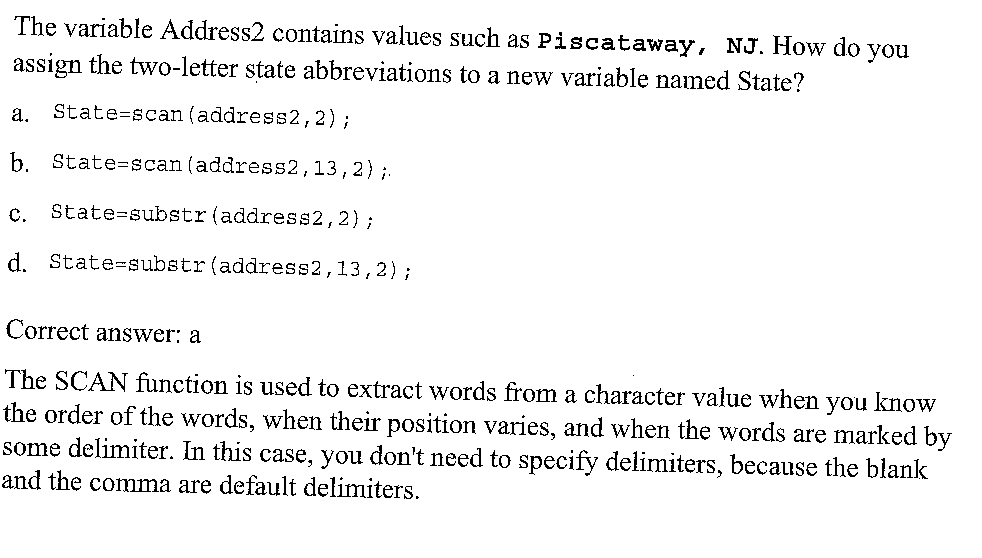 The variable Address2 contains values such as Piscataway, NJ. How do you
assign the two-letter state abbreviations to a new variable named State?
a. State=scan(address2,2);
b. State=scan(address2,13,2);
c. State=substr(address2,2);
d. State=substr(address2,13,2);
Correct answer: a
The SCAN function is used to extract words from a character value when you know
the order of the words, when their position varies, and when the words are marked by
some delimiter. In this case, you don't need to specify delimiters, because the blank
and the comma are default delimiters.